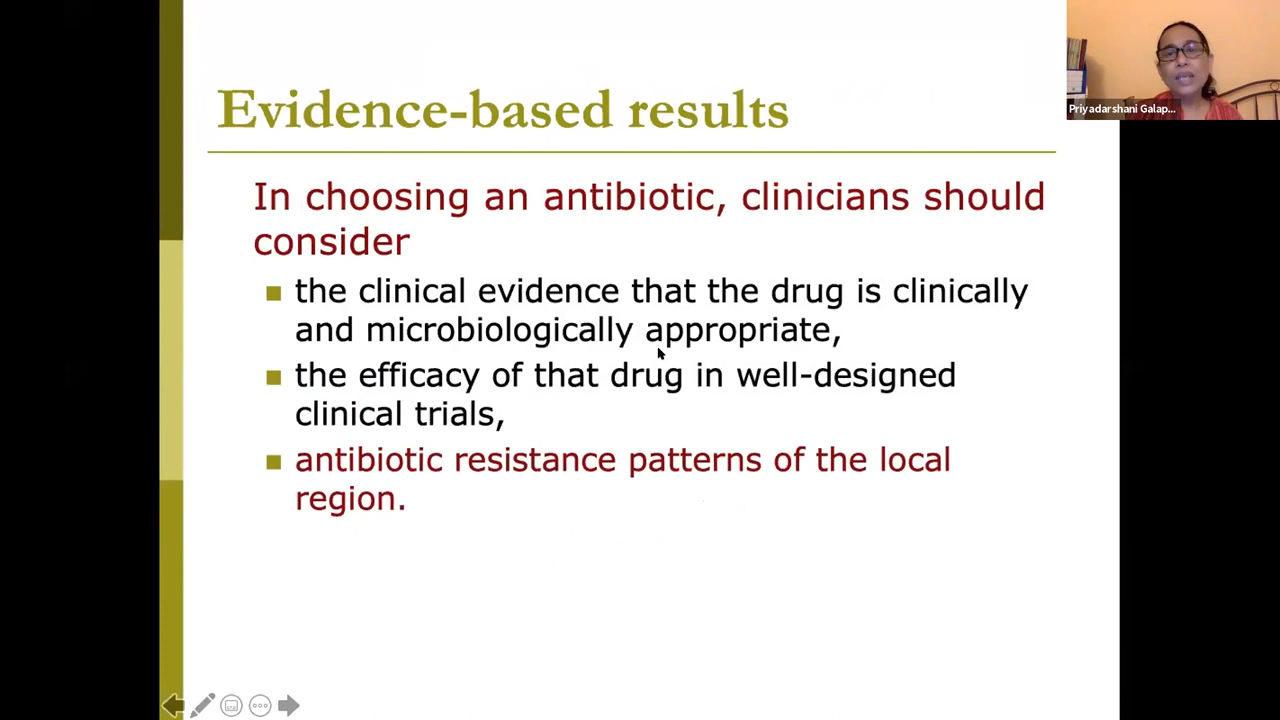 Evidence-based results
In choosing an antibiotic, clinicians should
consider
the clinical evidence that the drug is clinically
and microbiologically appropriate,
the efficacy of that drug in well-designed
clinical trials,
antibiotic resistance patterns of the local
region.
Priyadarshani Galap...